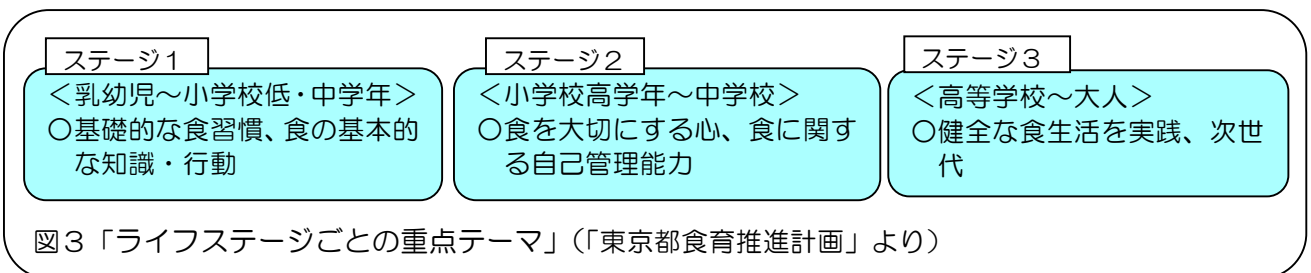 ステージ１
＜乳幼児～小学校低・中学年＞
○基礎的な食習慣、食の基本的
な知識・行動
ステージ２
＜小学校高学年～中学校＞
○食を大切にする心、食に関す
る自己管理能力
ステージ３
＜高等学校～大人＞
○健全な食生活を実践、次世
代
図３「ライフステージごとの重点テーマ」（「東京都食育推進計画」より）